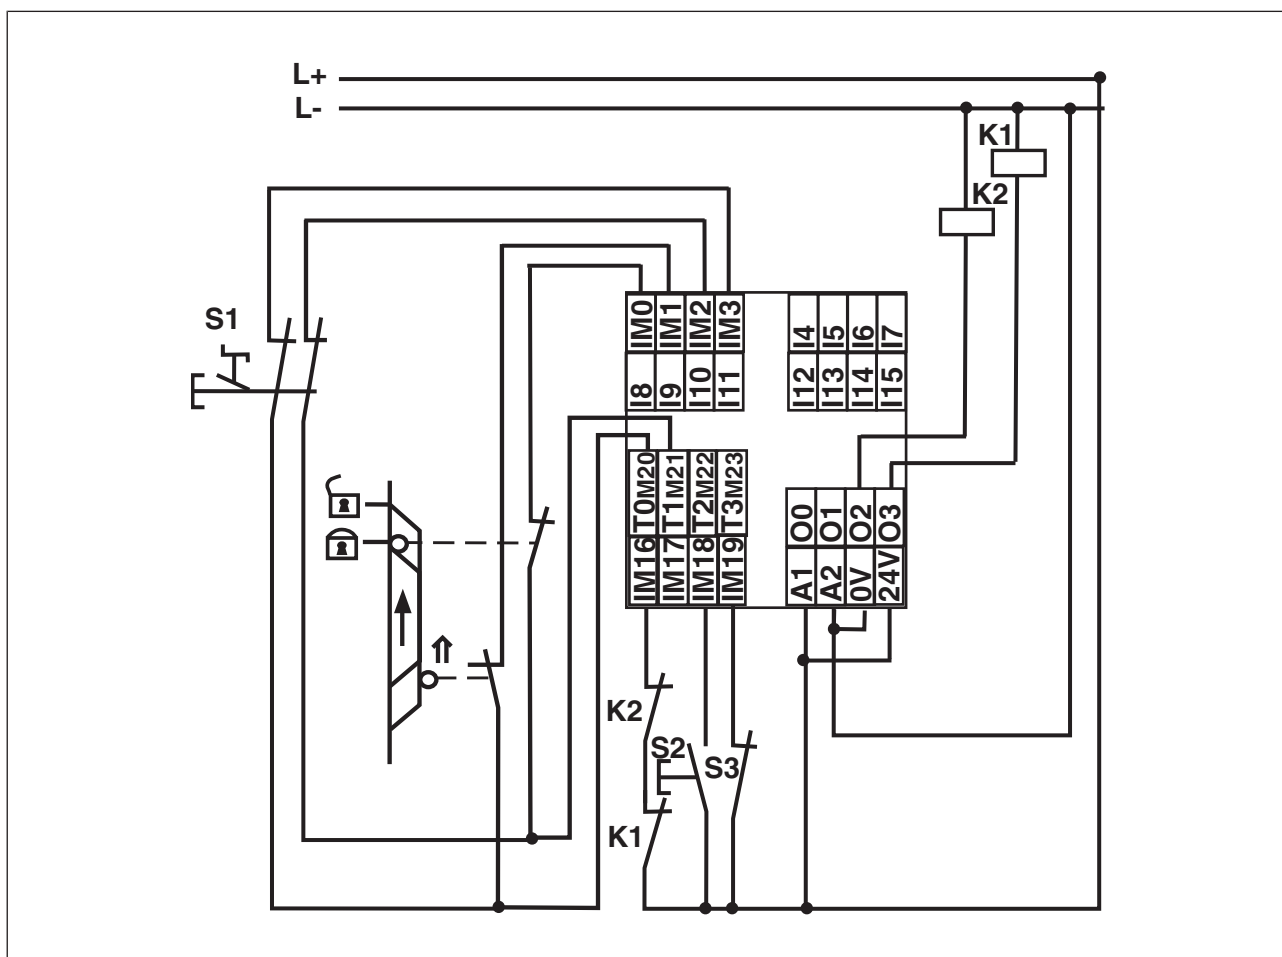 L+
L-
K1
K2
S1
IM0 IM1 IM2 IM3 I4 I5 I6 I7
I8 I9 I10 I11 I12 I13 I14 I15
T0M20 T1M21 T2M22 T3M23 O0 O1 O2 O3
IM16 IM17 IM18 IM19 A1 A2 0V 24V
K2
S2
S3
K1